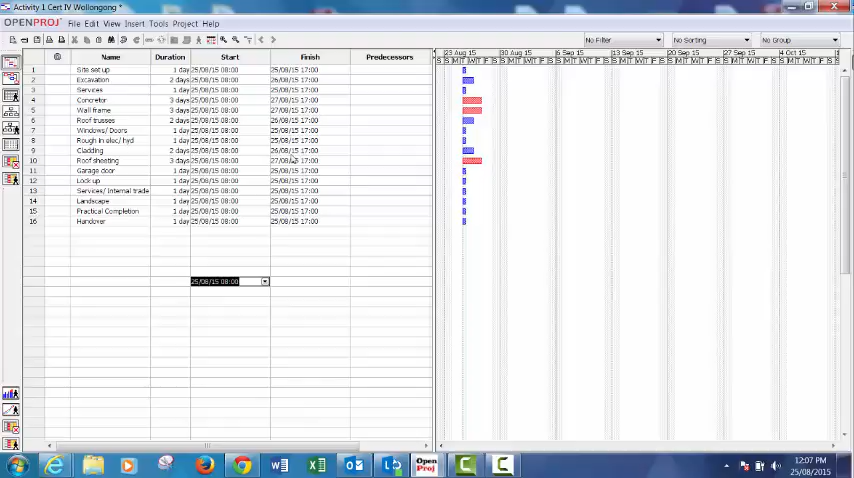 Activity 1 Cert IV Wollongong *
OPENPROJ File Edit View Insert Tools Project Help
No Filter No Sorting No Group
Name Duration Start Finish Predecessors
23 Aug 15 30 Aug 15 6 Sep 15 13 Sep 15 20 Sep 15 27 Sep 15 4 Oct 15
1 Site set up 1 day 25/08/15 08:00 25/08/15 17:00
2 Excavation 2 days 25/08/15 08:00 26/08/15 17:00
3 Services 1 day 25/08/15 08:00 25/08/15 17:00
4 Concretor 3 days 25/08/15 08:00 27/08/15 17:00
5 Wall frame 3 days 25/08/15 08:00 27/08/15 17:00
6 Roof trusses 2 days 25/08/15 08:00 26/08/15 17:00
7 Windows/ Doors 1 day 25/08/15 08:00 25/08/15 17:00
8 Rough in elec/ hyd 1 day 25/08/15 08:00 25/08/15 17:00
9 Cladding 2 days 25/08/15 08:00 26/08/15 17:00
10 Roof sheeting 3 days 25/08/15 08:00 27/08/15 17:00
11 Garage door 1 day 25/08/15 08:00 25/08/15 17:00
12 Lock up 1 day 25/08/15 08:00 25/08/15 17:00
13 Services/ Internal trade 1 day 25/08/15 08:00 25/08/15 17:00
14 Landscape 1 day 25/08/15 08:00 25/08/15 17:00
15 Practical Completion 1 day 25/08/15 08:00 25/08/15 17:00
16 Handover 1 day 25/08/15 08:00 25/08/15 17:00
25/08/15 08:00
Open
Proj
12:07 PM
25/08/2015